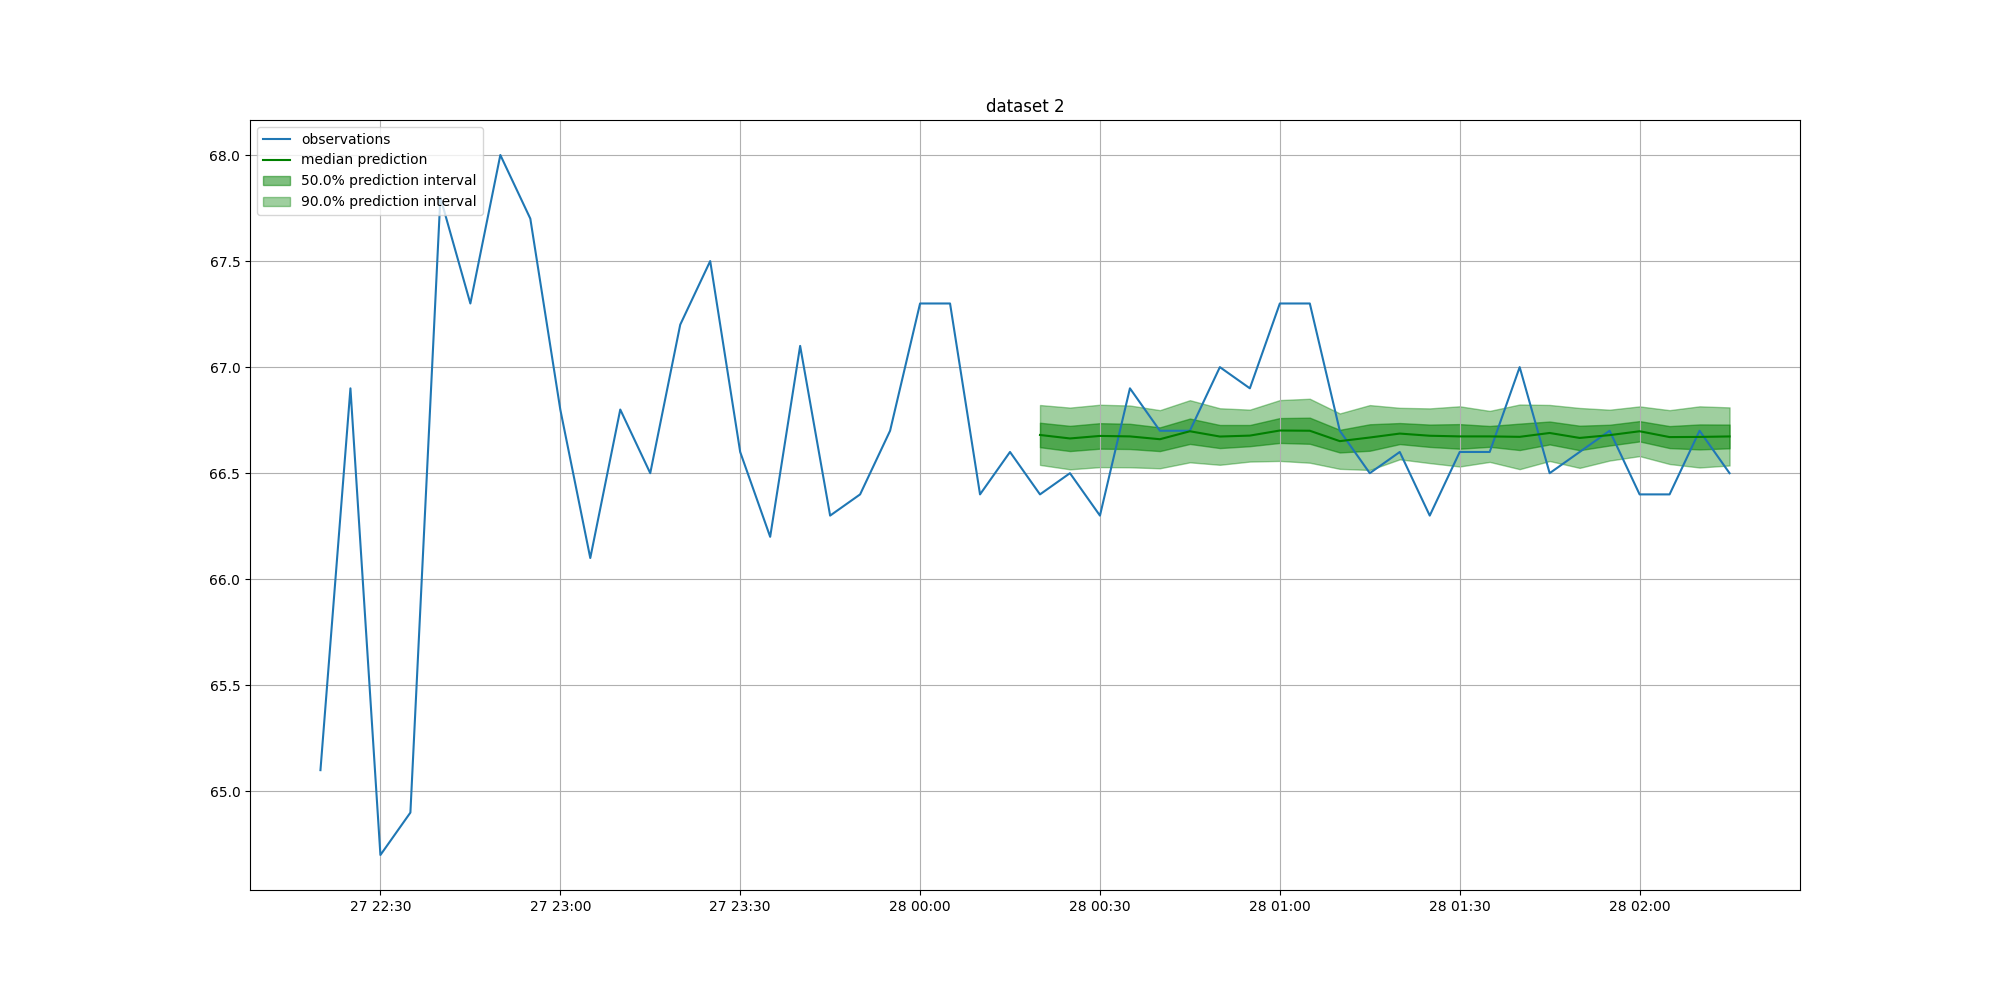 dataset 2
observations
median prediction
50.0% prediction interval
90.0% prediction interval
68.0
67.5
67.0
66.5
66.0
65.5
65.0
27 22:30 27 23:00 27 23:30 28 00:00 28 00:30 28 01:00 28 01:30 28 02:00